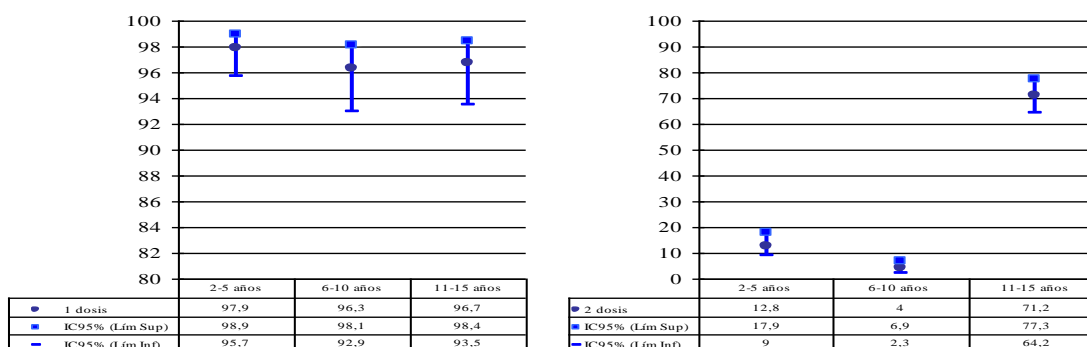 100
98
96
94
92
90
88
86
84
82
80
2-5 años 6-10 años 11-15 años
1 dosis 97,9 96,3 96,7
IC95% (Lím Sup) 98,9 98,1 98,4
IC95% (Lím Inf) 95,7 92,9 93,5
100
90
80
70
60
50
40
30
20
10
0
2-5 años 6-10 años 11-15 años
2 dosis 12,8 4 71,2
IC95% (Lím Sup) 17,9 6,9 77,3
IC95% (Lím Inf) 9 2,3 64,2